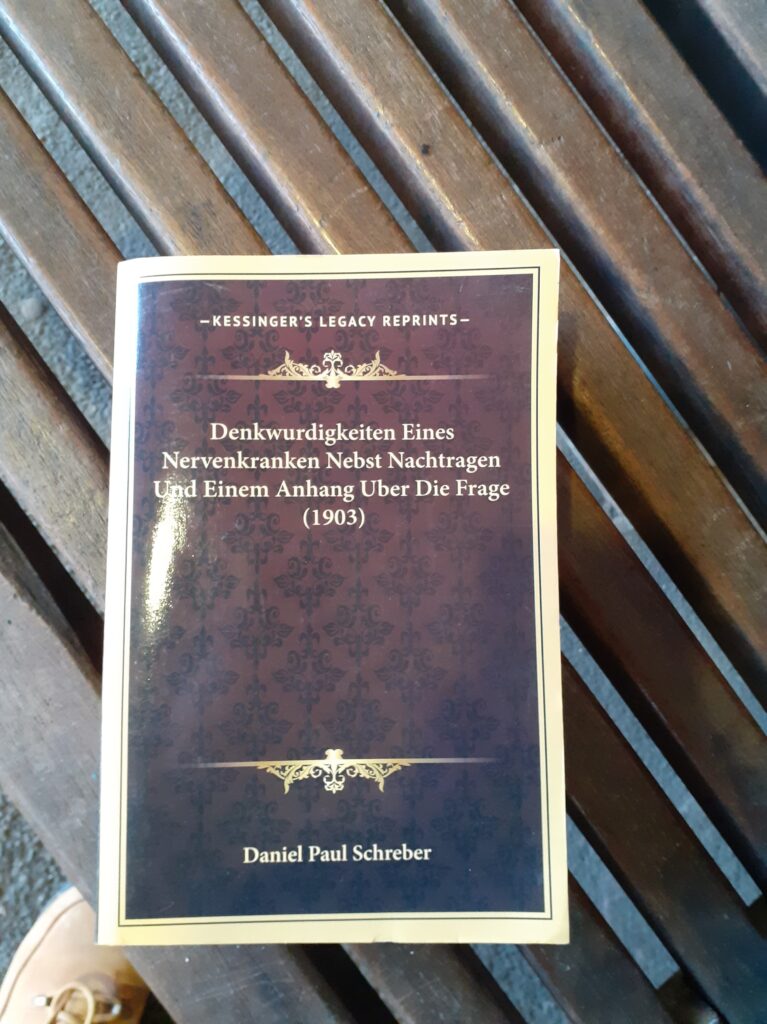 –KESSINGER'S LEGACY REPRINTS–
Denkwurdigkeiten Eines
Nervenkranken Nebst Nachtragen
Und Einem Anhang Uber Die Frage
(1903)
Daniel Paul Schreber